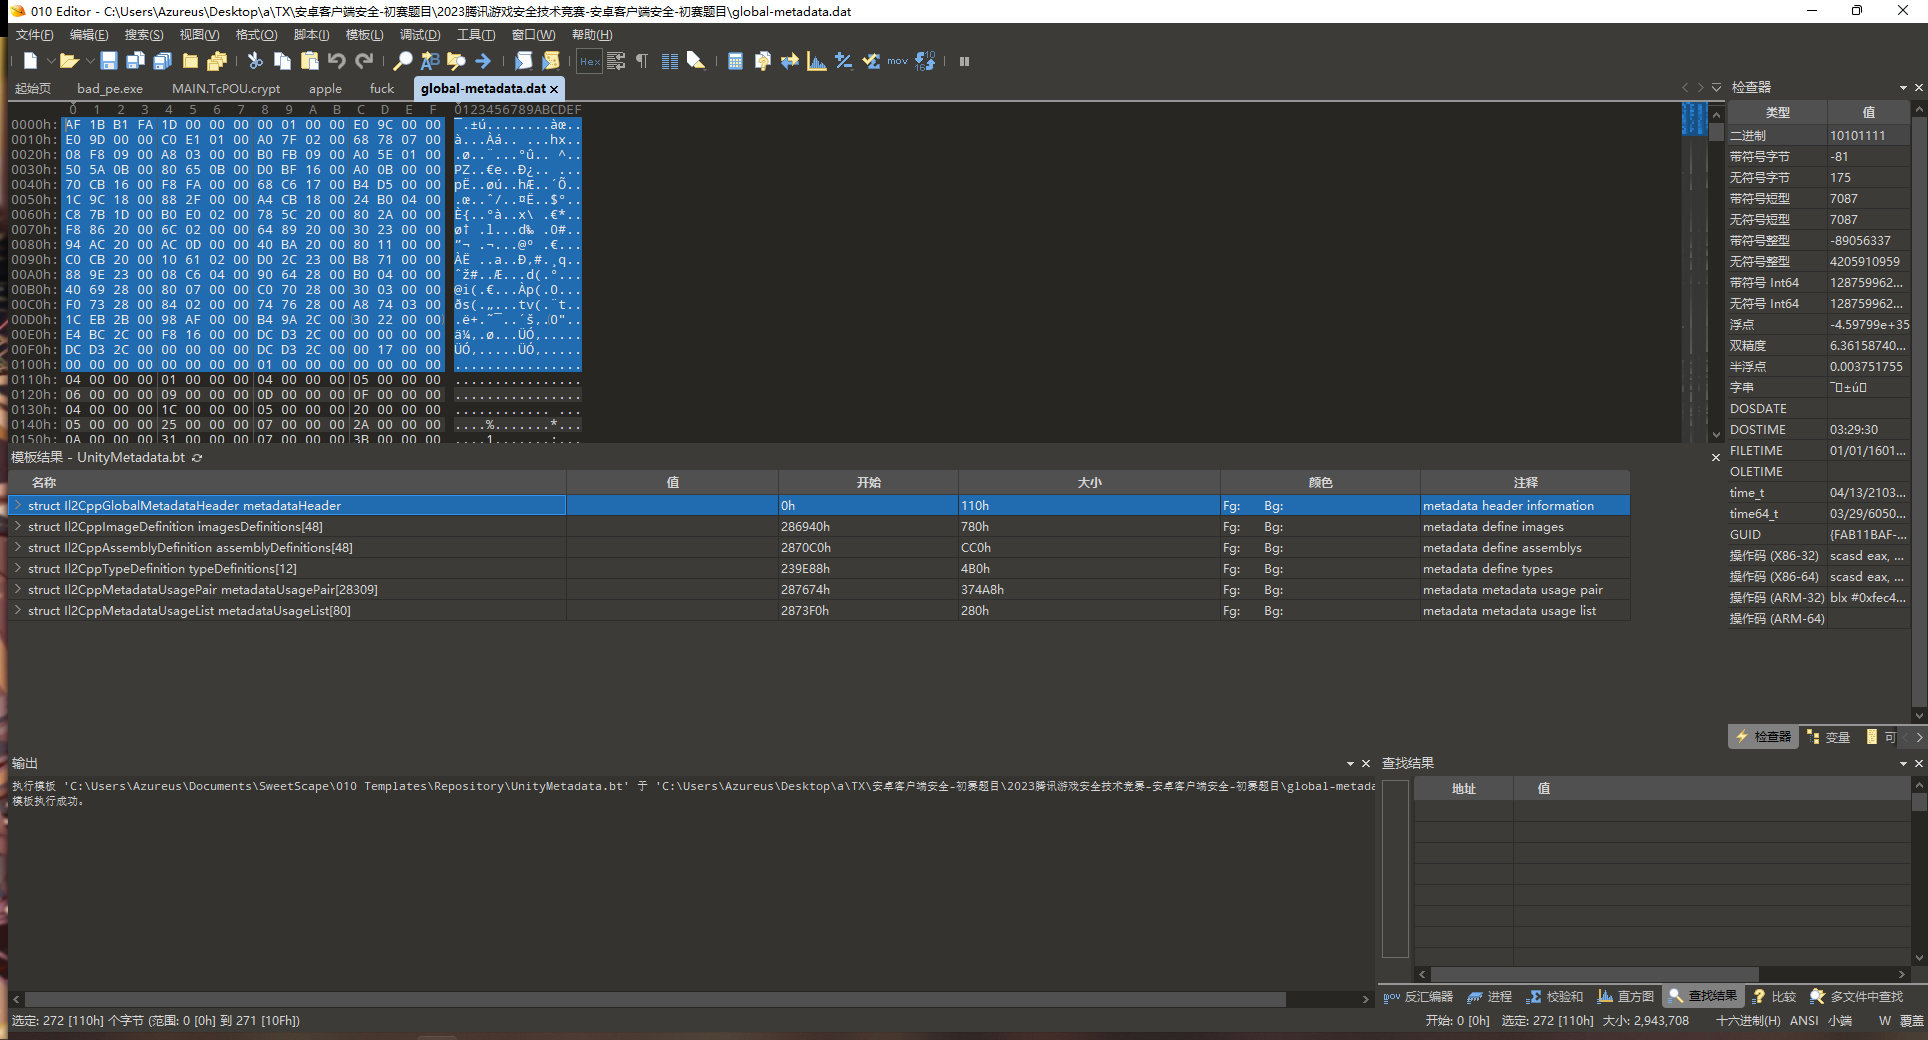 010 Editor - C:\Users\Azureus\Desktop\a\TX\安卓客户端安全-初赛题目\2023腾讯游戏安全技术竞赛-安卓客户端安全-初赛题目\global-metadata.dat
文件(F) 编辑(E) 搜索(S) 视图(V) 格式(O) 脚本(I) 模板(L) 调试(D) 工具(T) 窗口(W) 帮助(H)
起始页 bad_pe.exe MAIN.TcPOU.crypt apple fuck global-metadata.dat
0 1 2 3 4 5 6 7 8 9 A B C D E F 0123456789ABCDEF
0000h: AF 1B B1 FA 1D 00 00 00 00 01 00 00 E0 9C 00 00
0010h: E0 9D 00 00 C0 E1 01 00 A0 7F 02 00 68 78 07 00
0020h: 08 F8 09 00 A8 03 00 00 B0 FB 09 00 A0 5E 01 00
0030h: 50 5A 0B 00 80 65 0B 00 D0 BF 16 00 A0 0B 00 00
0040h: 70 CB 16 00 F8 FA 00 00 68 C6 17 00 B4 D5 00 00
0050h: 1C 9C 18 00 88 2F 00 00 A4 CB 18 00 24 B0 04 00
0060h: C8 7B 1D 00 B0 E0 02 00 78 5C 20 00 80 2A 00 00
0070h: F8 86 20 00 6C 02 00 00 64 89 20 00 30 23 00 00
0080h: 94 AC 20 00 AC 0D 00 00 40 BA 20 00 80 11 00 00
0090h: C0 CB 20 00 10 61 02 00 D0 2C 23 00 B8 71 00 00
00A0h: 88 9E 23 00 08 C6 04 00 90 64 28 00 B0 04 00 00
00B0h: 40 69 28 00 80 07 00 00 C0 70 28 00 30 03 00 00
00C0h: F0 73 28 00 84 02 00 00 74 76 28 00 A8 74 03 00
00D0h: 1C EB 2B 00 98 AF 00 00 B4 9A 2C 00 30 22 00 00
00E0h: E4 BC 2C 00 F8 16 00 00 DC D3 2C 00 00 00 00 00
00F0h: DC D3 2C 00 00 00 00 00 DC D3 2C 00 00 17 00 00
0100h: 00 00 00 00 00 00 00 00 01 00 00 00 00 00 00 00
0110h: 04 00 00 00 01 00 00 00 04 00 00 00 05 00 00 00
0120h: 06 00 00 00 09 00 00 00 0D 00 00 00 0F 00 00 00
0130h: 04 00 00 00 1C 00 00 00 05 00 00 00 20 00 00 00
0140h: 05 00 00 00 25 00 00 00 07 00 00 00 2A 00 00 00
0150h: 0A 00 00 00 31 00 00 00 07 00 00 00 3B 00 00 00
模板结果 - UnityMetadata.bt
名称 值 开始 大小 颜色 注释
struct Il2CppGlobalMetadataHeader metadataHeader 0h 110h Fg: Bg: metadata header information
struct Il2CppImageDefinition imagesDefinitions[48] 286940h 780h Fg: Bg: metadata define images
struct Il2CppAssemblyDefinition assemblyDefinitions[48] 2870C0h CC0h Fg: Bg: metadata define assemblys
struct Il2CppTypeDefinition typeDefinitions[12] 239E88h 4B0h Fg: Bg: metadata define types
struct Il2CppMetadataUsagePair metadataUsagePair[28309] 287674h 374A8h Fg: Bg: metadata metadata usage pair
struct Il2CppMetadataUsageList metadataUsageList[80] 2873F0h 280h Fg: Bg: metadata metadata usage list
检查器
类型 值
二进制 10101111
带符号字节 -81
无符号字节 175
带符号短型 7087
无符号短型 7087
带符号整型 -89056337
无符号整型 4205910959
带符号 Int64 128759962...
无符号 Int64 128759962...
浮点 -4.59799e+35
双精度 6.36158740...
半浮点 0.003751755
字串
DOSDATE
DOSTIME 03:29:30
FILETIME 01/01/1601...
OLETIME
time_t 04/13/2103...
time64_t 03/29/6050...
GUID {FAB11BAF-...
操作码 (X86-32) scasd eax, ...
操作码 (X86-64) scasd eax, ...
操作码 (ARM-32) blx #0xfec4...
操作码 (ARM-64)
检查器 变量 可
输出
执行模板 'C:\Users\Azureus\Documents\SweetScape\010 Templates\Repository\UnityMetadata.bt' 于 'C:\Users\Azureus\Desktop\a\TX\安卓客户端安全-初赛题目\2023腾讯游戏安全技术竞赛-安卓客户端安全-初赛题目\global-metada
模板执行成功。
查找结果
地址 值
反汇编器 进程 校验和 直方图 查找结果 比较 多文件中查找
选定: 272 [110h] 个字节 (范围: 0 [0h] 到 271 [10Fh])
开始: 0 [0h] 选定: 272 [110h] 大小: 2,943,708 十六进制(H) ANSI 小端 W 覆盖